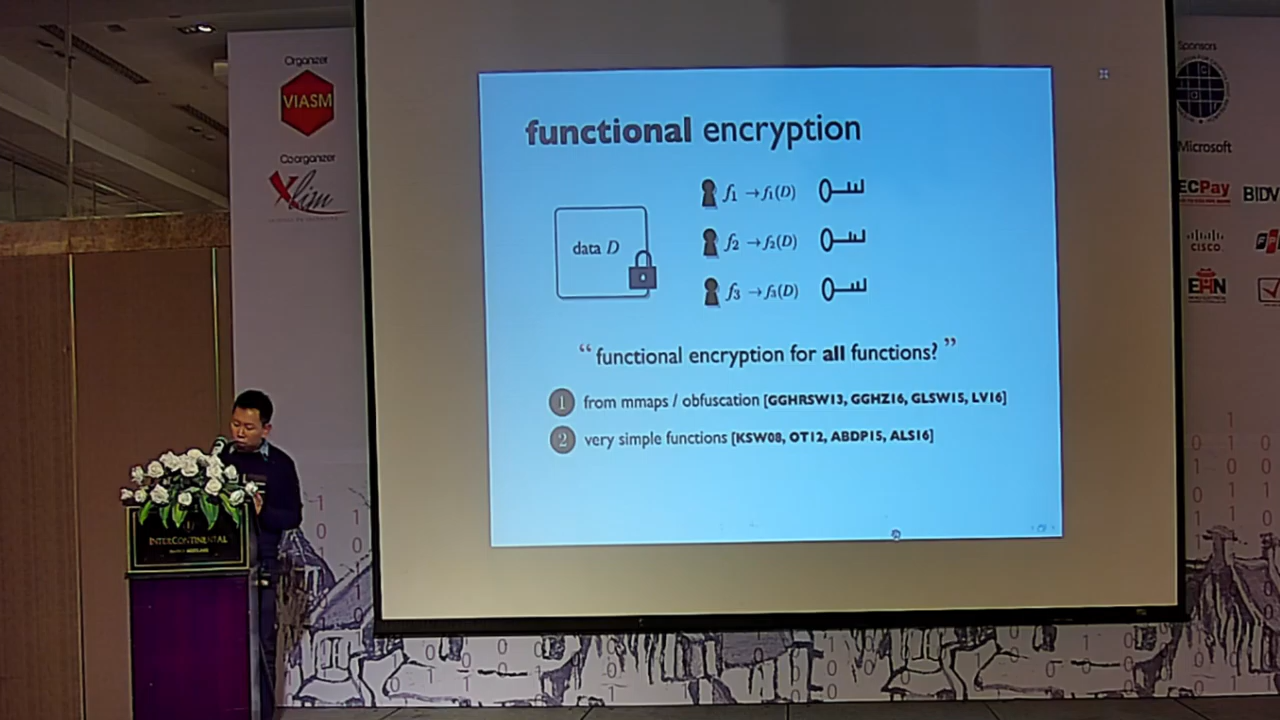 Organizer
VIASM
Coorganizer
Xlim
functional encryption
data D
f₁ →f₁(D)
f₂ →f₂(D)
f₃ →f₃(D)
“ functional encryption for all functions? ”
1 from mmaps / obfuscation [GGHRSW13, GGHZ16, GLSW15, LV16]
2 very simple functions [KSW08, OT12, ABDP15, ALS16]
INTERCONTINENTAL
Sponsors
Microsoft
ECPay
BIDV
CISCO